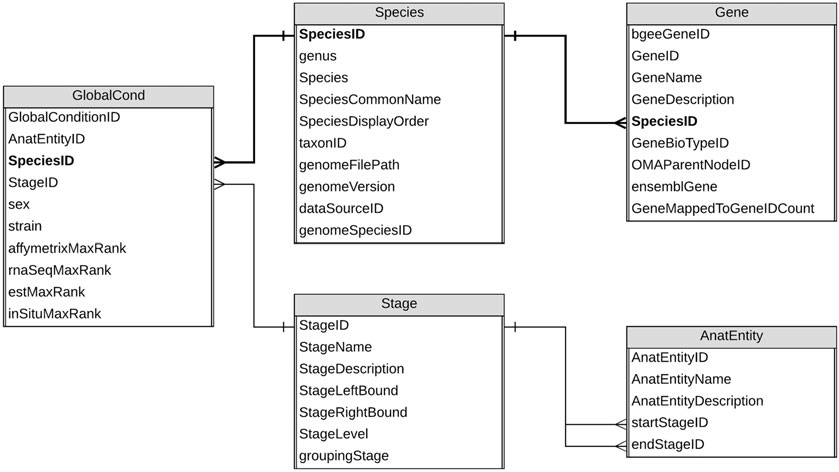 GlobalCond
GlobalConditionID
AnatEntityID
SpeciesID
StageID
sex
strain
affymetrixMaxRank
rnaSeqMaxRank
estMaxRank
inSituMaxRank
Species
SpeciesID
genus
Species
SpeciesCommonName
SpeciesDisplayOrder
taxonID
genomeFilePath
genomeVersion
dataSourceID
genomeSpeciesID
Gene
bgeeGeneID
GeneID
GeneName
GeneDescription
SpeciesID
GeneBioTypeID
OMAParentNodeID
ensemblGene
GeneMappedToGeneIDCount
Stage
StageID
StageName
StageDescription
StageLeftBound
StageRightBound
StageLevel
groupingStage
AnatEntity
AnatEntityID
AnatEntityName
AnatEntityDescription
startStageID
endStageID